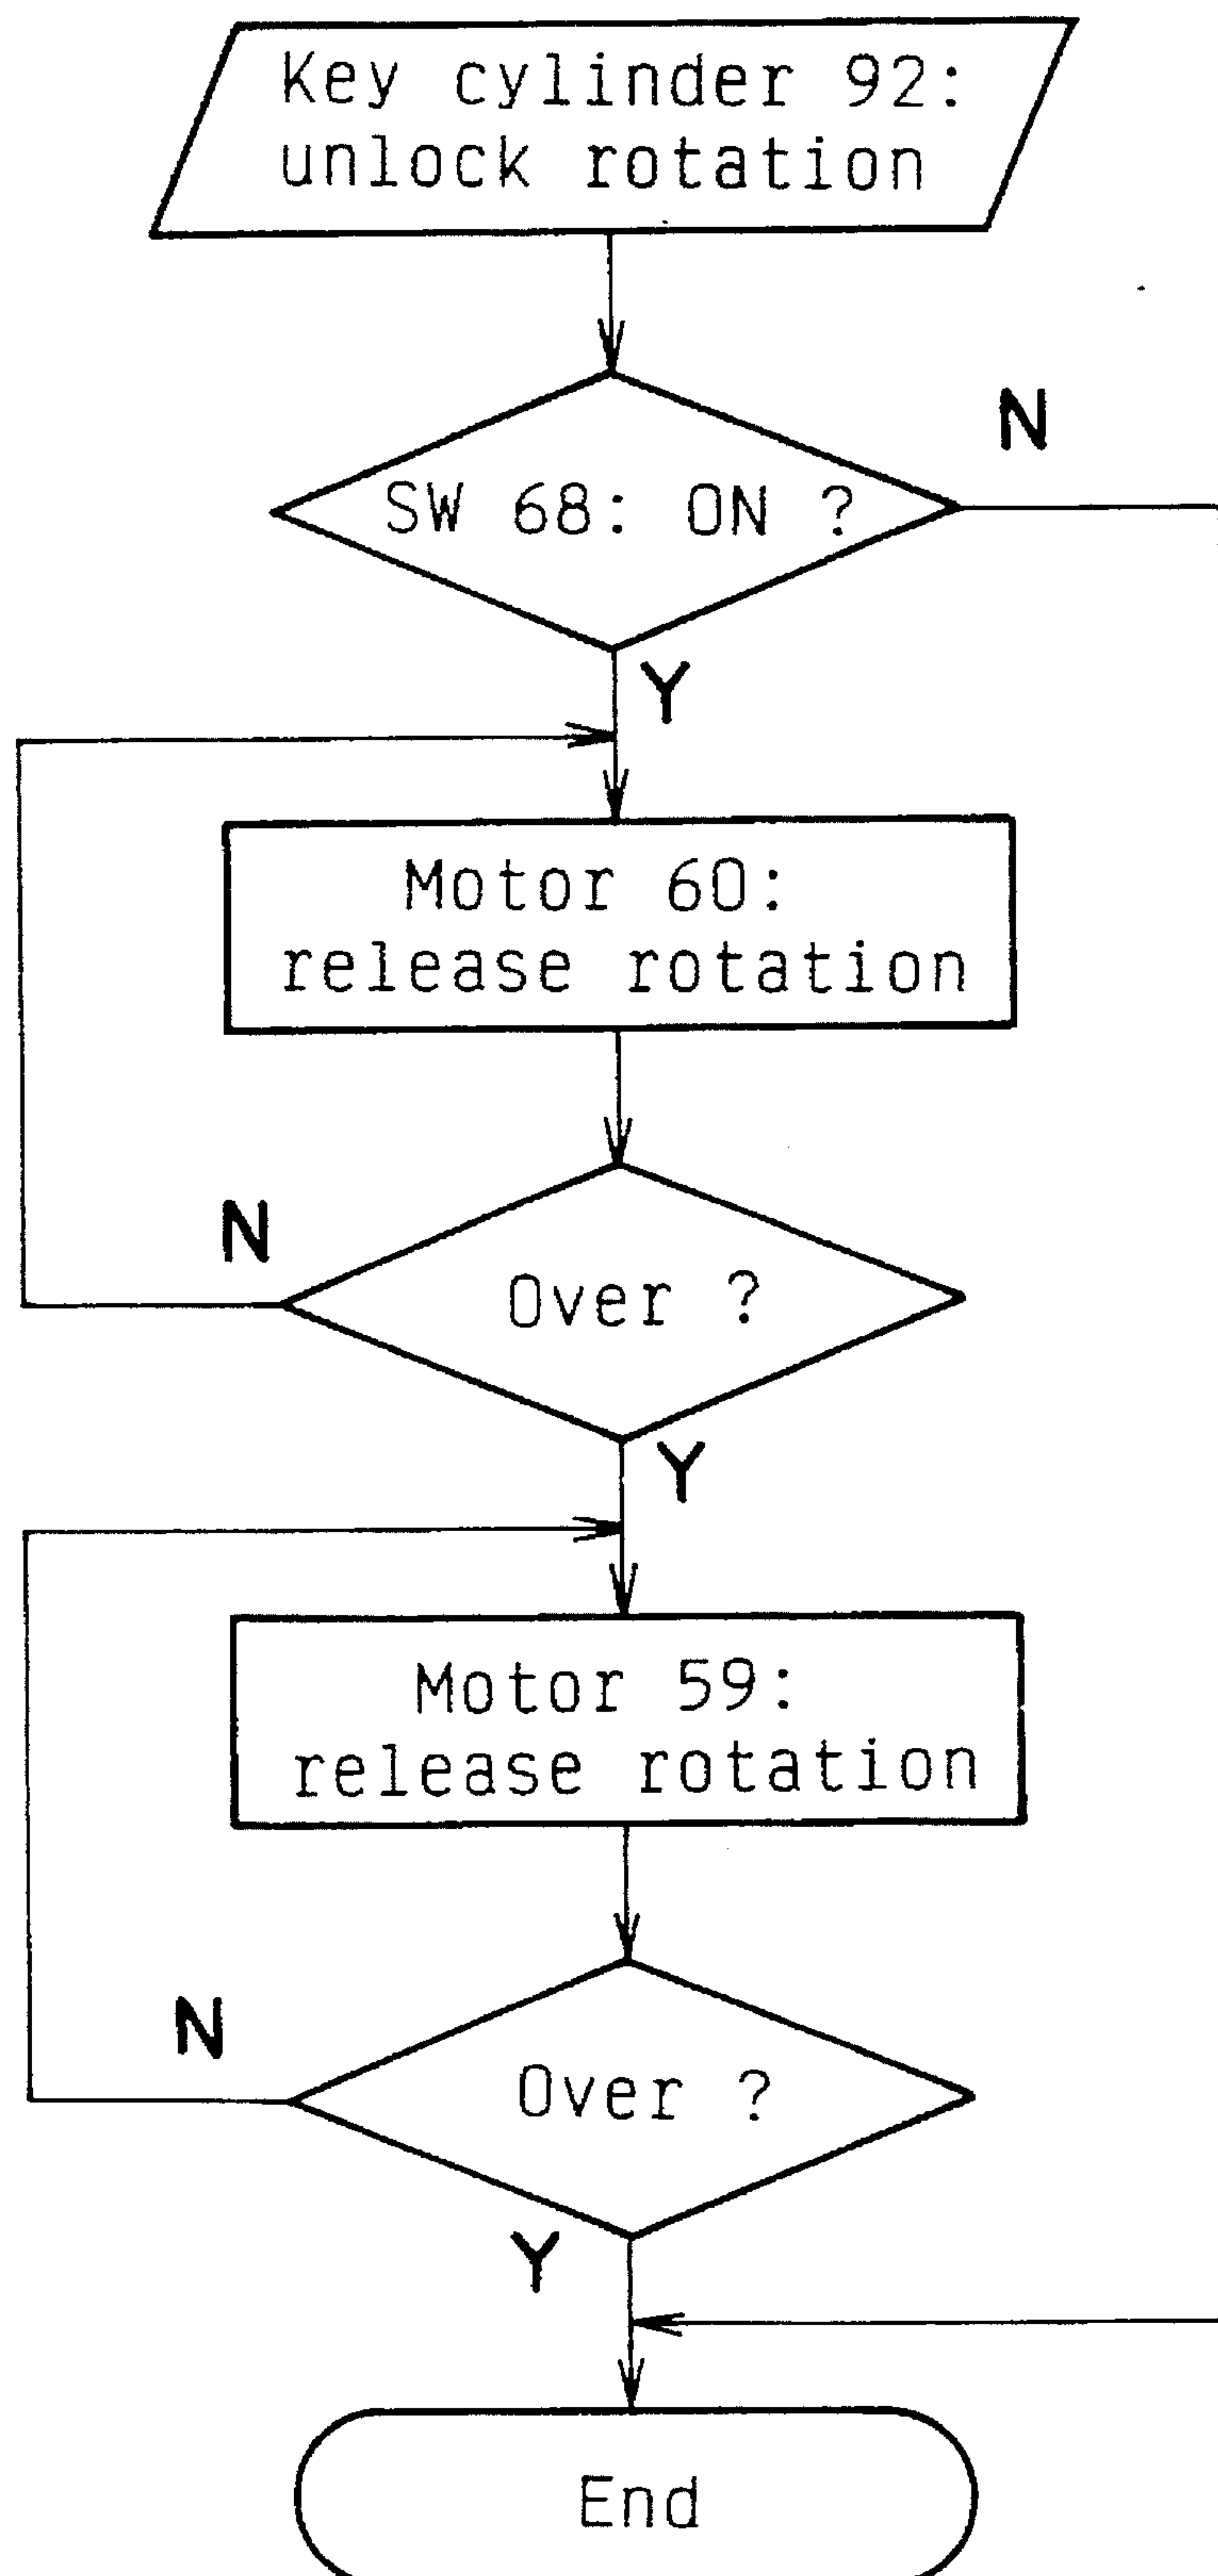 Key cylinder 92:
unlock rotation
N
SW 68: ON ?
Y
Motor 60:
release rotation
N
Over ?
Y
Motor 59:
release rotation
N
Over ?
Y
End